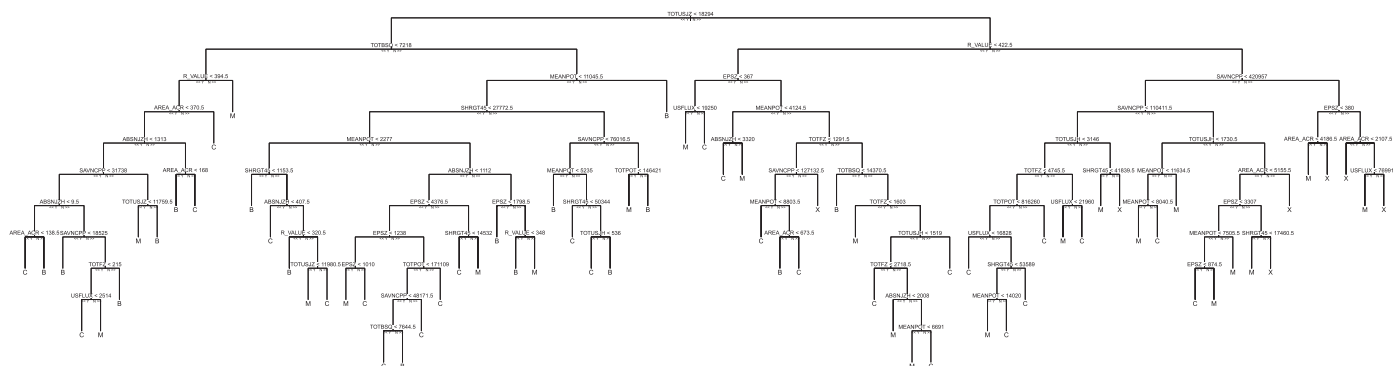 TOTUSJZ < 18294
TOTBSQ < 7218 R_VALUE < 422.5
R_VALUE < 394.5 MEANPOT < 11045.5 EPSZ < 367 SAVNCPP < 420957
AREA_ACR < 370.5 M SHRGT45 < 27772.5 B USFLUX < 19250 MEANPOT < 4124.5 SAVNCPP < 110411.5 EPSZ < 380
ABSNJZH < 1313 C MEANPOT < 2277 SAVNCPP < 76016.5 M C ABSNJZH < 3320 TOTFZ < 1291.5 TOTUSJH < 3146 TOTUSJH < 1730.5 AREA_ACR < 4186.5 AREA_ACR < 2107.5
SAVNCPP < 31738 AREA_ACR < 168 SHRGT45 < 1153.5 ABSNJZH < 1112 MEANPOT < 5235 TOTPOT < 146421 C M SAVNCPP < 127132.5 TOTBSQ < 14370.5 TOTFZ < 4745.5 SHRGT45 < 41839.5 MEANPOT < 11634.5 AREA_ACR < 5155.5 M X X USFLUX < 76991
ABSNJZH < 9.5 TOTUSJZ < 11759.5 B C C ABSNJZH < 407.5 EPSZ < 4376.5 EPSZ < 1798.5 B SHRGT45 < 50344 M B MEANPOT < 8803.5 X B TOTFZ < 1603 TOTPOT < 816260 USFLUX < 21960 M X MEANPOT < 8040.5 M EPSZ < 3307 X M X
AREA_ACR < 138.5 SAVNCPP < 18525 M B B R_VALUE < 320.5 EPSZ < 1238 SHRGT45 < 14532 B R_VALUE < 348 C TOTUSJH < 536 B AREA_ACR < 673.5 M TOTUSJH < 1519 USFLUX < 16828 C C M MEANPOT < 7505.5 SHRGT45 < 17460.5
C B B TOTFZ < 215 TOTUSJZ < 11980.5 EPSZ < 1010 TOTPOT < 171109 C M B M C B B C TOTFZ < 2718.5 C C SHRGT45 < 53589 EPSZ < 874.5 M M X
USFLUX < 2514 B M C M C SAVNCPP < 48171.5 C C ABSNJZH < 2008 C MEANPOT < 14020 C C M
C M TOTBSQ < 7644.5 C M MEANPOT < 6691 M C